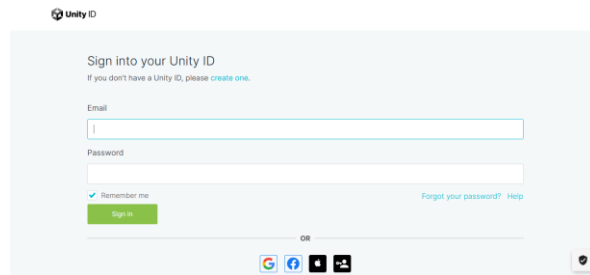 Unity ID
Sign into your Unity ID
If you don't have a Unity ID, please create one.
Email
Password
Remember me
Forgot your password? Help
Sign in
OR